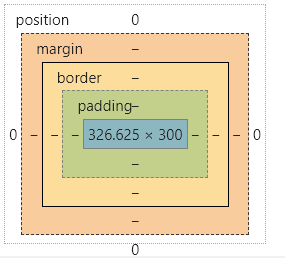 position 0
margin –
border –
padding –
0 – – – 326.625 × 300 – – – 0
–
–
–
0